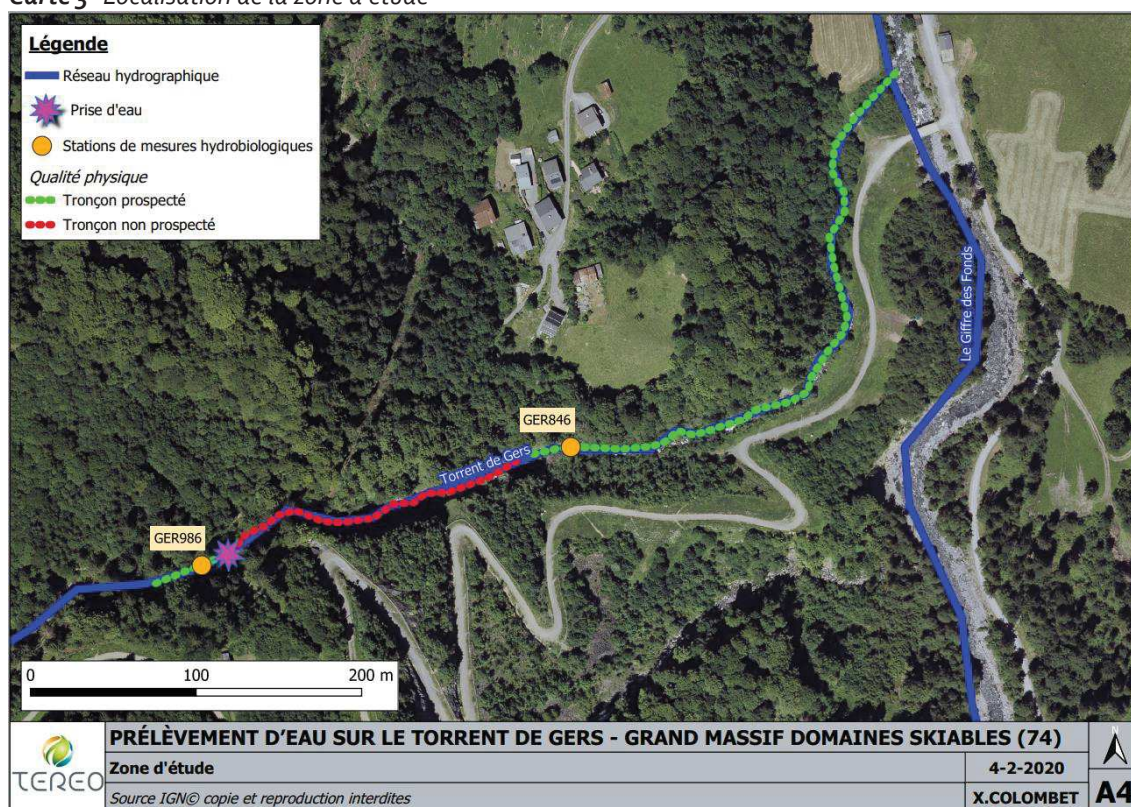 Carte 3 Localisation de la zone d'étude
Légende
Réseau hydrographique
Prise d'eau
Stations de mesures hydrobiologiques
Qualité physique
Tronçon prospecté
Tronçon non prospecté
Le Giffre des Fonds
GER846
Torrent de Gers
GER986
0 100 200 m
TEREO
PRÉLÈVEMENT D'EAU SUR LE TORRENT DE GERS - GRAND MASSIF DOMAINES SKIABLES (74)
Zone d'étude 4-2-2020
Source IGN© copie et reproduction interdites X.COLOMBET A4